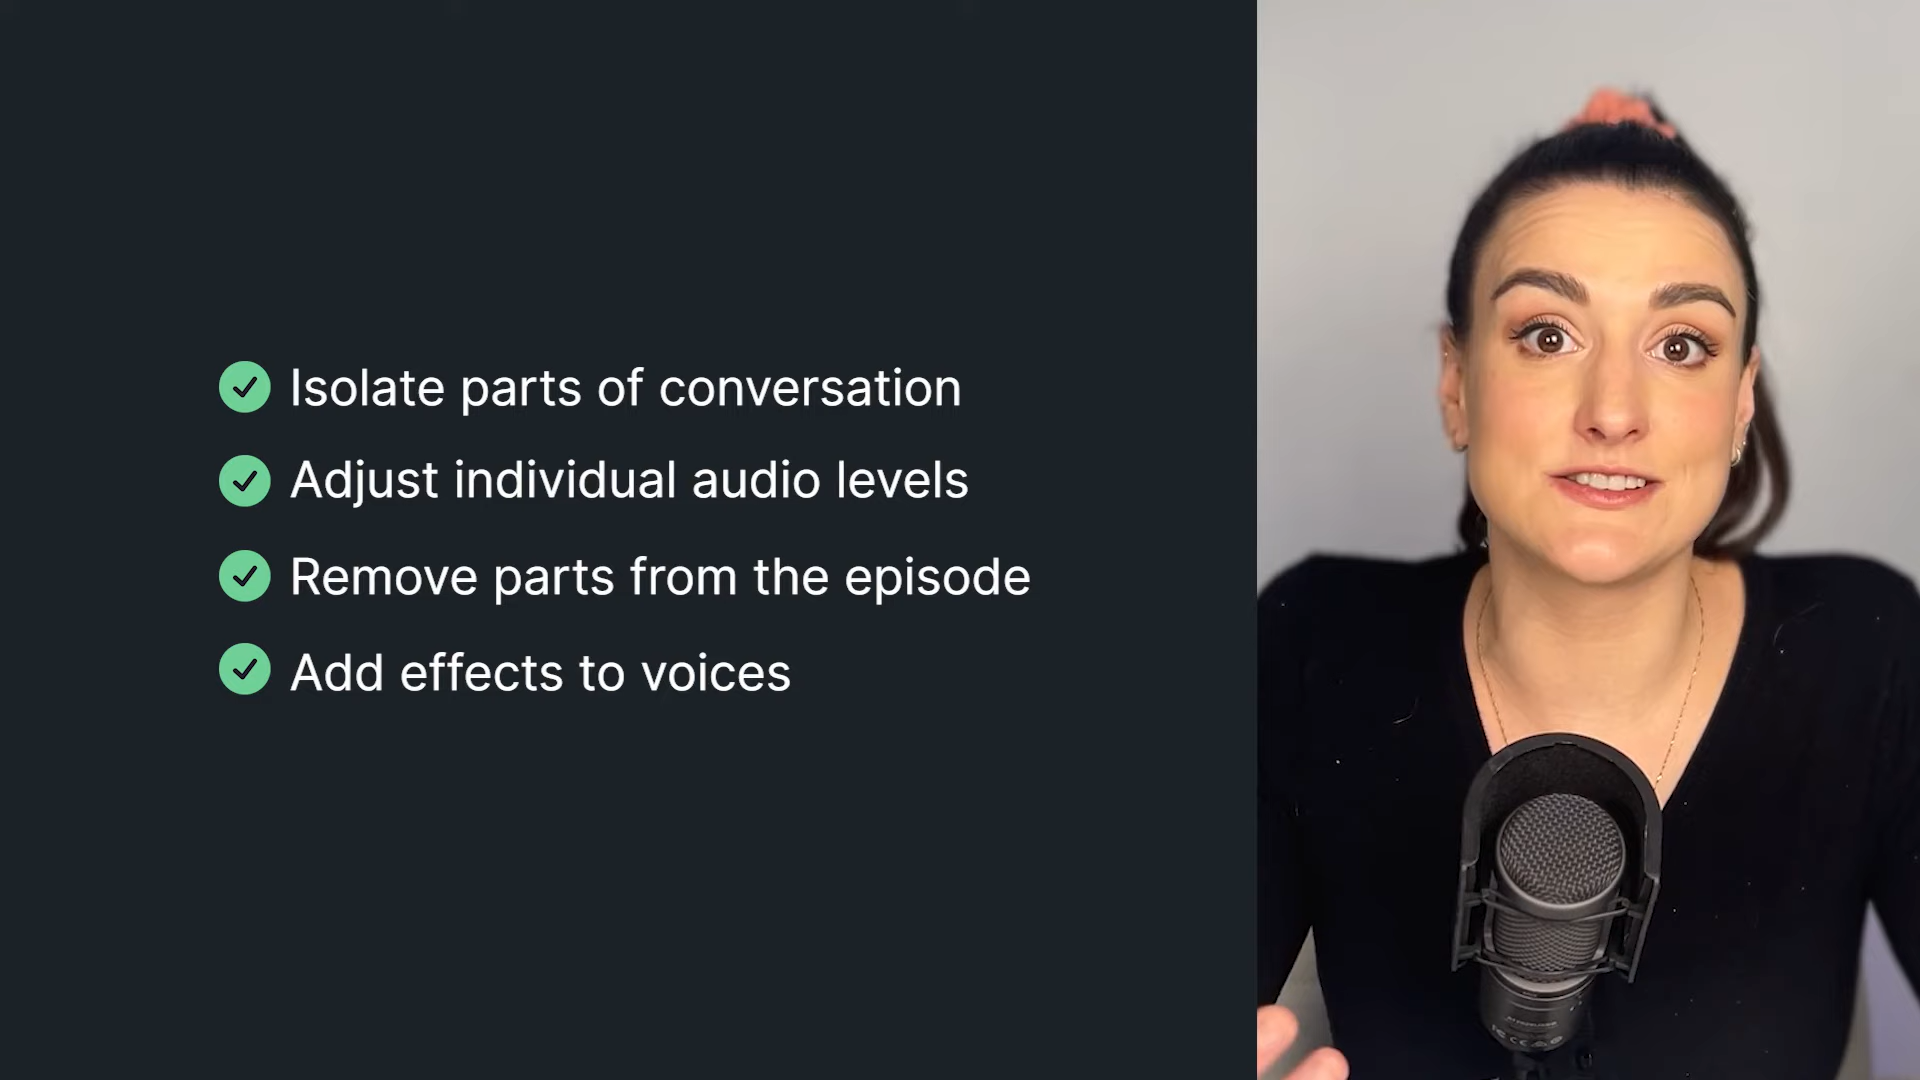 Isolate parts of conversation
Adjust individual audio levels
Remove parts from the episode
Add effects to voices